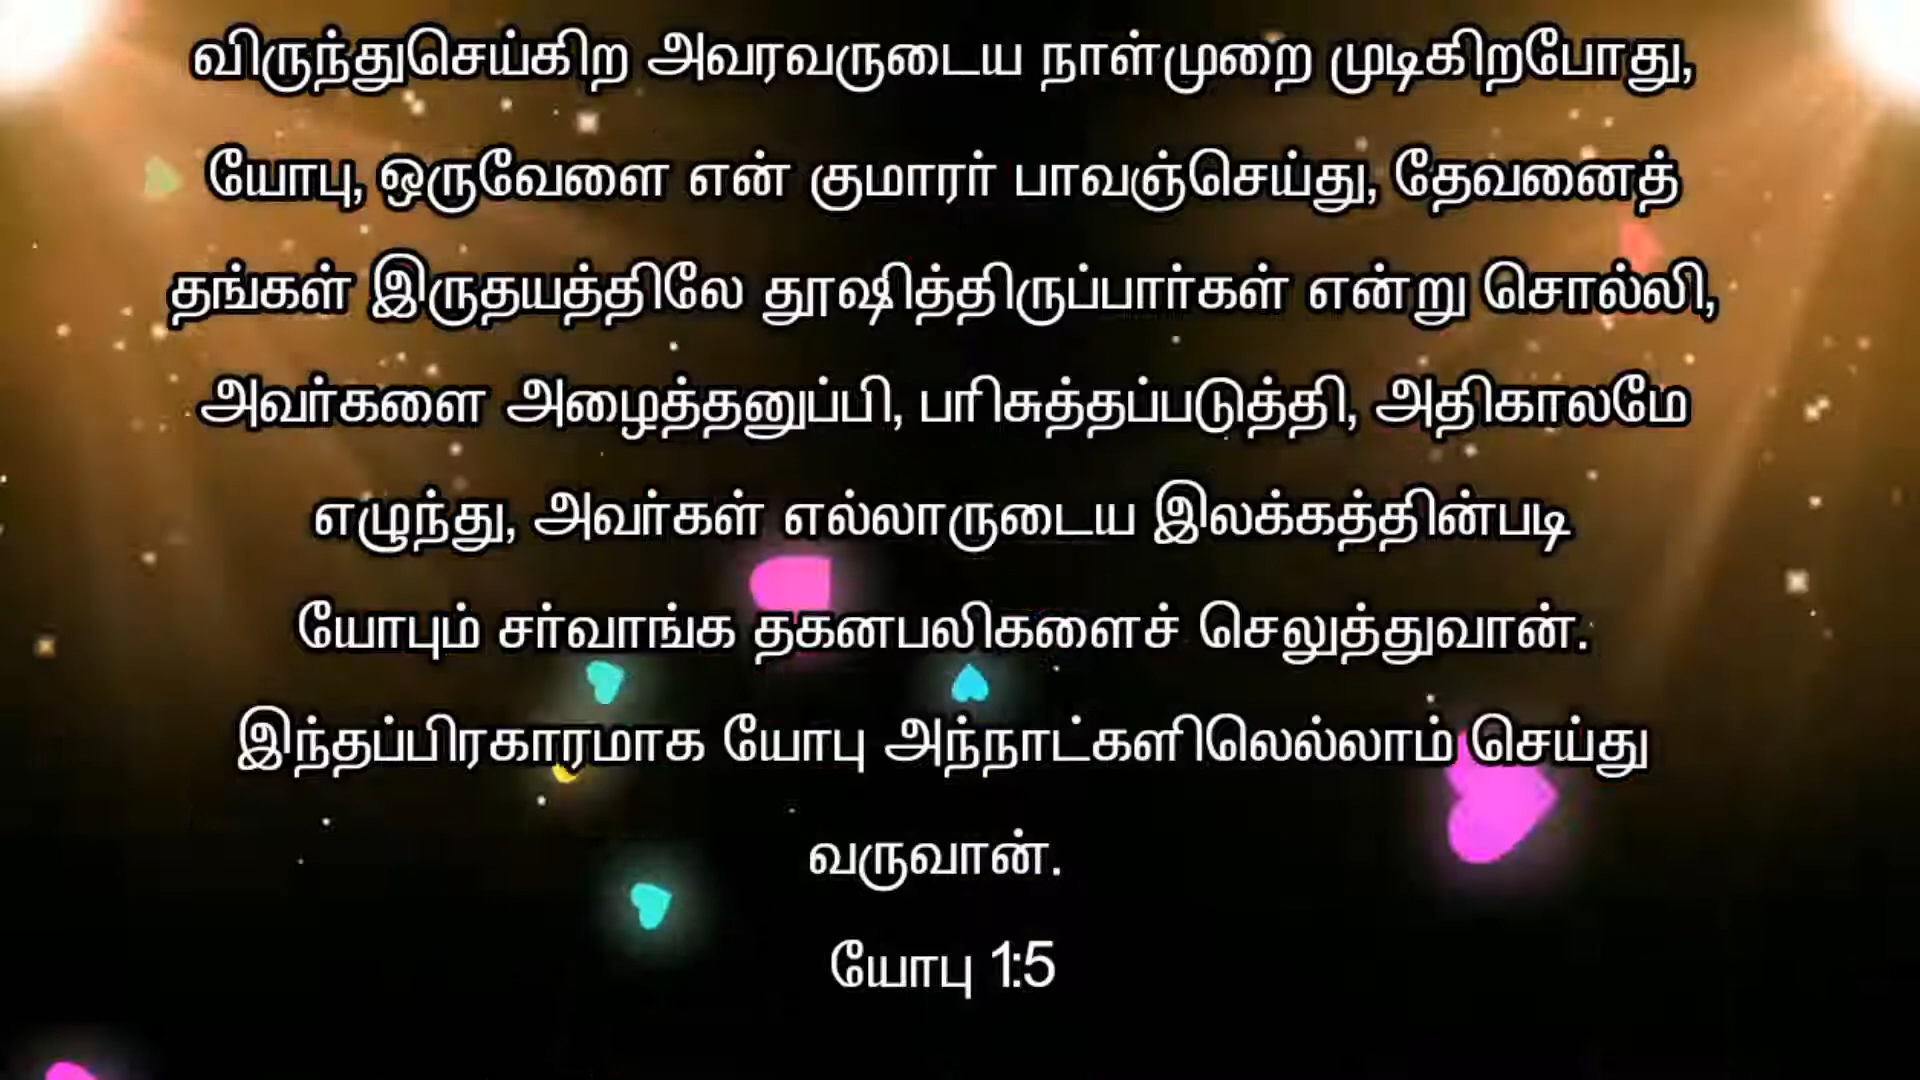 விருந்துசெய்கிற அவரவருடைய நாள்முறை முடிகிறபோது,
யோபு, ஒருவேளை என் குமாரர் பாவஞ்செய்து, தேவனைத்
தங்கள் இருதயத்திலே தூஷித்திருப்பார்கள் என்று சொல்லி,
அவர்களை அழைத்தனுப்பி, பரிசுத்தப்படுத்தி, அதிகாலமே
எழுந்து, அவர்கள் எல்லாருடைய இலக்கத்தின்படி
யோபும் சர்வாங்க தகனபலிகளைச் செலுத்துவான்.
இந்தப்பிரகாரமாக யோபு அந்நாட்களிலெல்லாம் செய்து
வருவான்.
யோபு 1:5